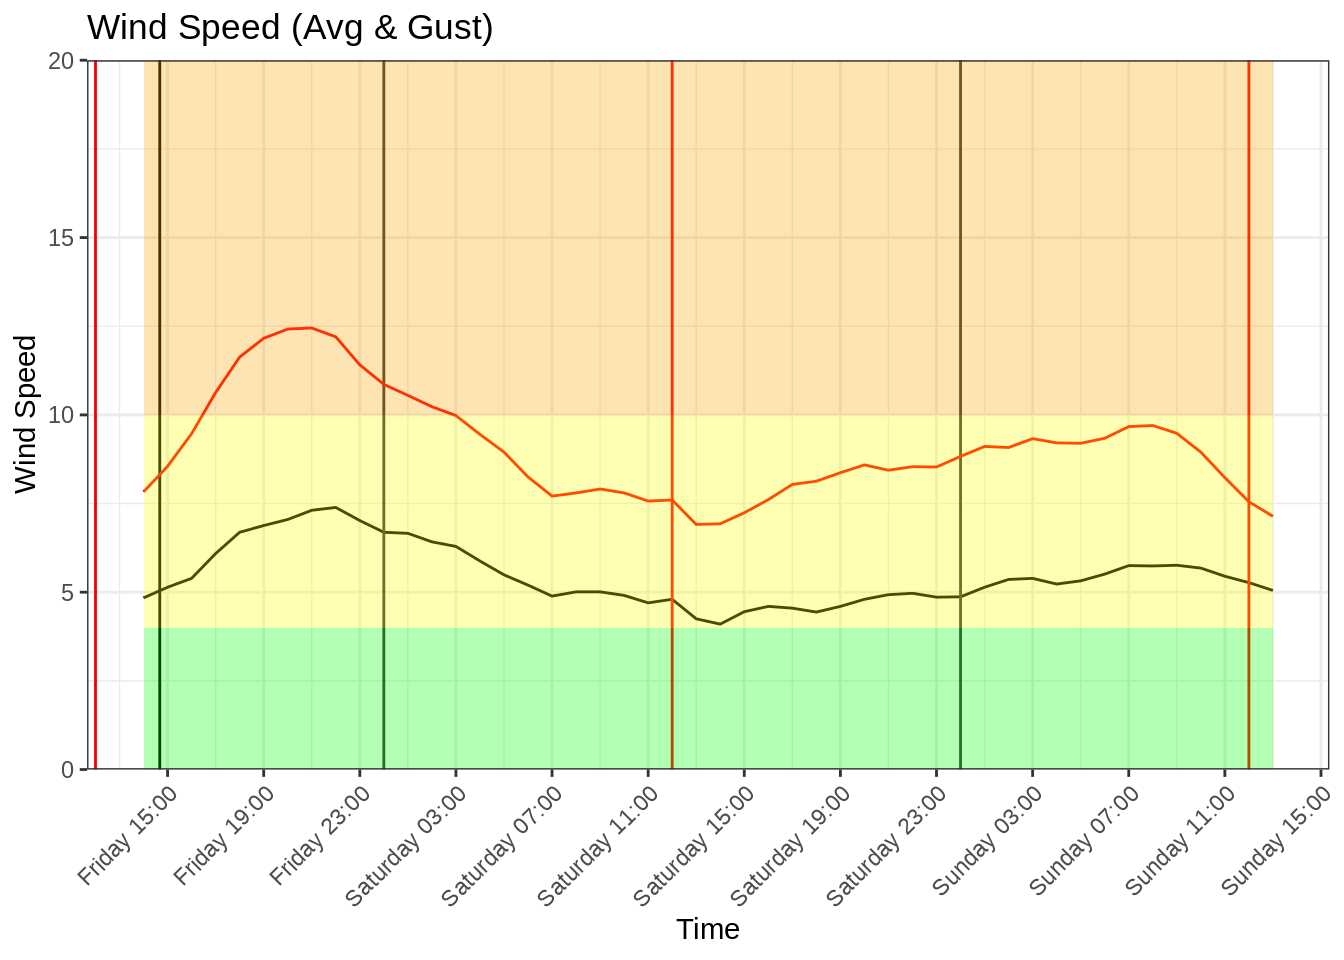 Wind Speed (Avg & Gust)
20
15
10
5
0
Wind Speed
Friday 15:00
Friday 19:00
Friday 23:00
Saturday 03:00
Saturday 07:00
Saturday 11:00
Saturday 15:00
Saturday 19:00
Saturday 23:00
Sunday 03:00
Sunday 07:00
Sunday 11:00
Sunday 15:00
Time